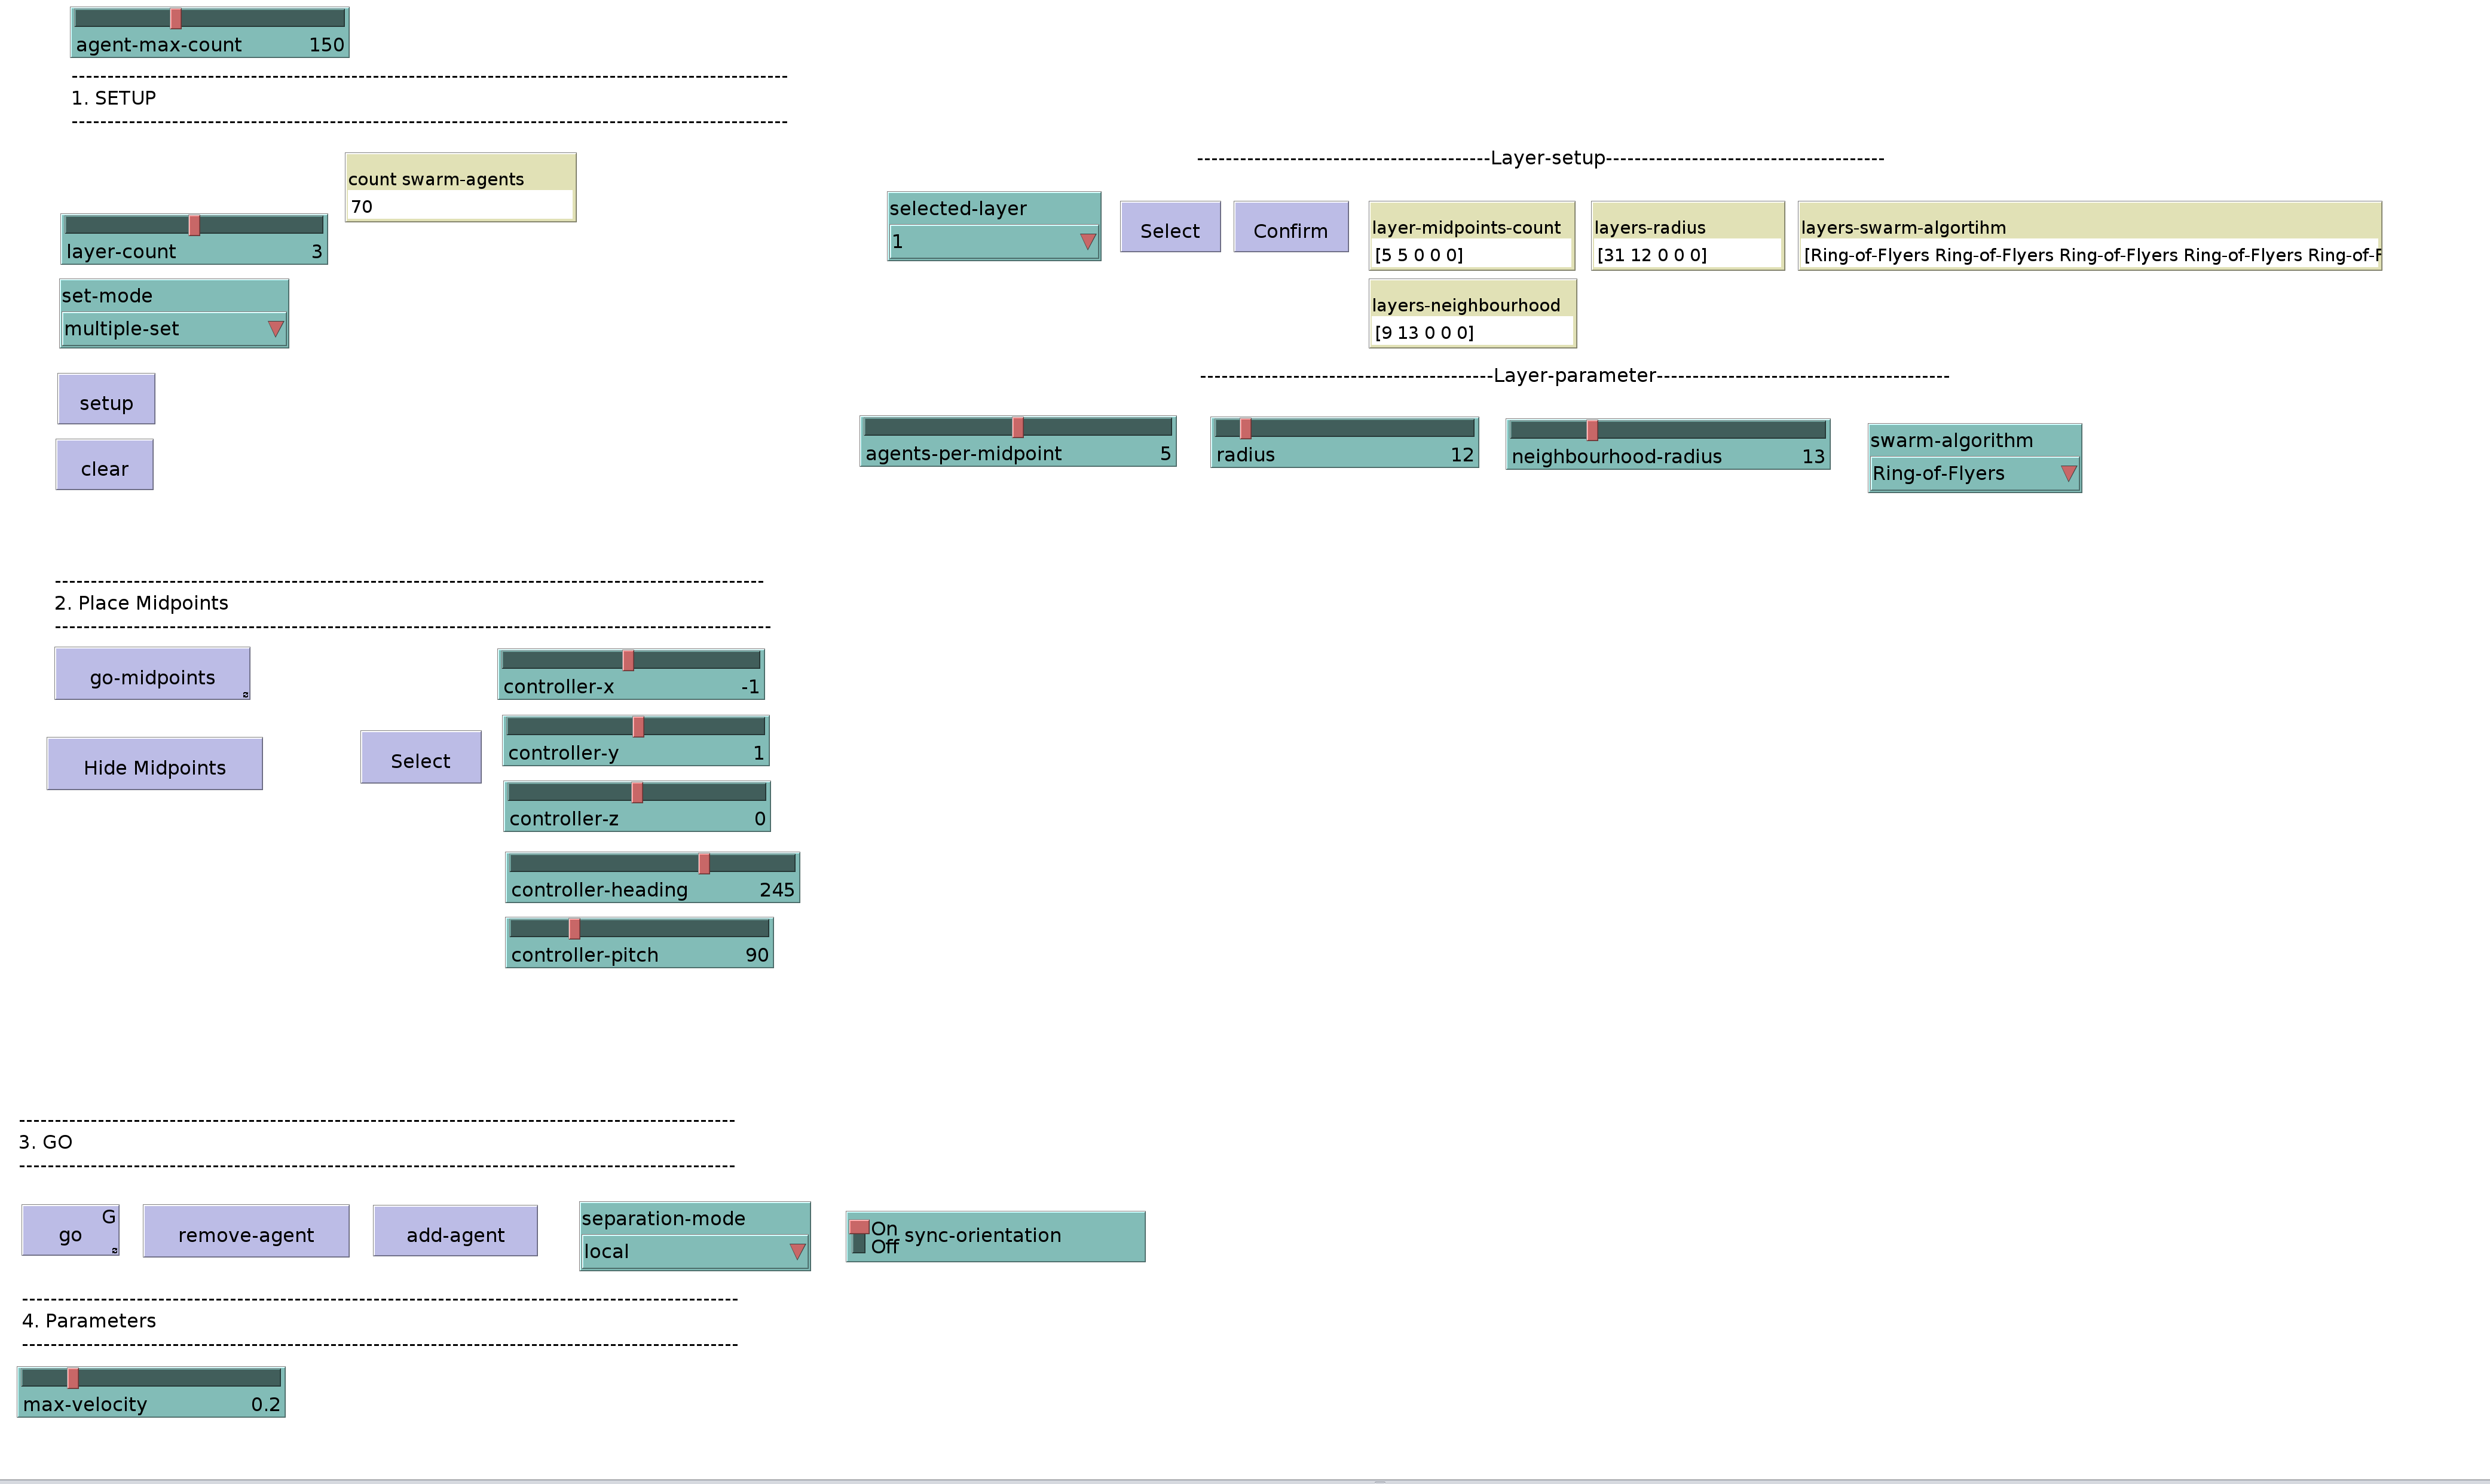 agent-max-count 150
---------------------------------------------------------------------------------------------------
1. SETUP
---------------------------------------------------------------------------------------------------
count swarm-agents
70
layer-count 3
set-mode
multiple-set
setup
clear
-----------------------------------------Layer-setup---------------------------------------
selected-layer
1
Select
Confirm
layer-midpoints-count
[5 5 0 0 0]
layers-radius
[31 12 0 0 0]
layers-swarm-algortihm
[Ring-of-Flyers Ring-of-Flyers Ring-of-Flyers Ring-of-Flyers Ring-of-F
layers-neighbourhood
[9 13 0 0 0]
-----------------------------------------Layer-parameter-----------------------------------------
agents-per-midpoint 5
radius 12
neighbourhood-radius 13
swarm-algorithm
Ring-of-Flyers
--------------------------------------------------------------------------------------------------
2. Place Midpoints
---------------------------------------------------------------------------------------------------
go-midpoints
Hide Midpoints
Select
controller-x -1
controller-y 1
controller-z 0
controller-heading 245
controller-pitch 90
---------------------------------------------------------------------------------------------------
3. GO
---------------------------------------------------------------------------------------------------
G
go
remove-agent
add-agent
separation-mode
local
On
Off
sync-orientation
---------------------------------------------------------------------------------------------------
4. Parameters
---------------------------------------------------------------------------------------------------
max-velocity 0.2